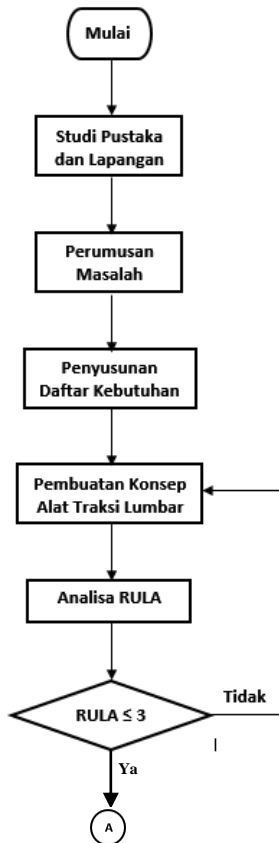 Mulai
Studi Pustaka
dan Lapangan
Perumusan
Masalah
Penyusunan
Daftar Kebutuhan
Pembuatan Konsep
Alat Traksi Lumbar
Analisa RULA
RULA ≤ 3
Tidak
Ya
A